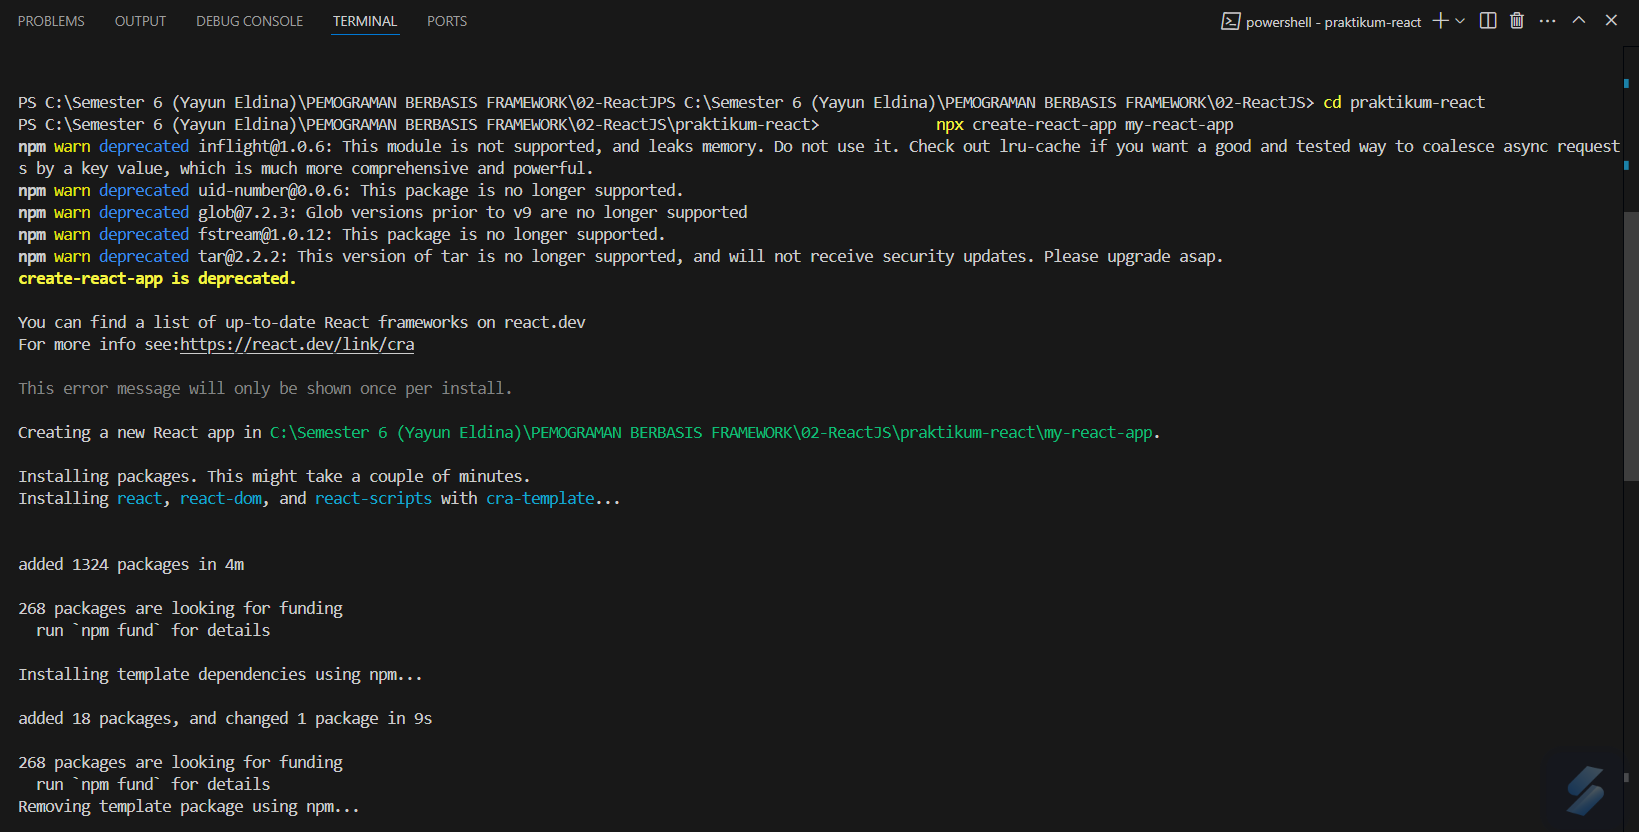 PROBLEMS OUTPUT DEBUG CONSOLE TERMINAL PORTS powershell - praktikum-react
PS C:\Semester 6 (Yayun Eldina)\PEMOGRAMAN BERBASIS FRAMEWORK\02-ReactJPS C:\Semester 6 (Yayun Eldina)\PEMOGRAMAN BERBASIS FRAMEWORK\02-ReactJS> cd praktikum-react
PS C:\Semester 6 (Yayun Eldina)\PEMOGRAMAN BERBASIS FRAMEWORK\02-ReactJS\praktikum-react> npx create-react-app my-react-app
npm warn deprecated inflight@1.0.6: This module is not supported, and leaks memory. Do not use it. Check out lru-cache if you want a good and tested way to coalesce async request
s by a key value, which is much more comprehensive and powerful.
npm warn deprecated uid-number@0.0.6: This package is no longer supported.
npm warn deprecated glob@7.2.3: Glob versions prior to v9 are no longer supported
npm warn deprecated fstream@1.0.12: This package is no longer supported.
npm warn deprecated tar@2.2.2: This version of tar is no longer supported, and will not receive security updates. Please upgrade asap.
create-react-app is deprecated.
You can find a list of up-to-date React frameworks on react.dev
For more info see:https://react.dev/link/cra
This error message will only be shown once per install.
Creating a new React app in C:\Semester 6 (Yayun Eldina)\PEMOGRAMAN BERBASIS FRAMEWORK\02-ReactJS\praktikum-react\my-react-app.
Installing packages. This might take a couple of minutes.
Installing react, react-dom, and react-scripts with cra-template...
added 1324 packages in 4m
268 packages are looking for funding
run `npm fund` for details
Installing template dependencies using npm...
added 18 packages, and changed 1 package in 9s
268 packages are looking for funding
run `npm fund` for details
Removing template package using npm...